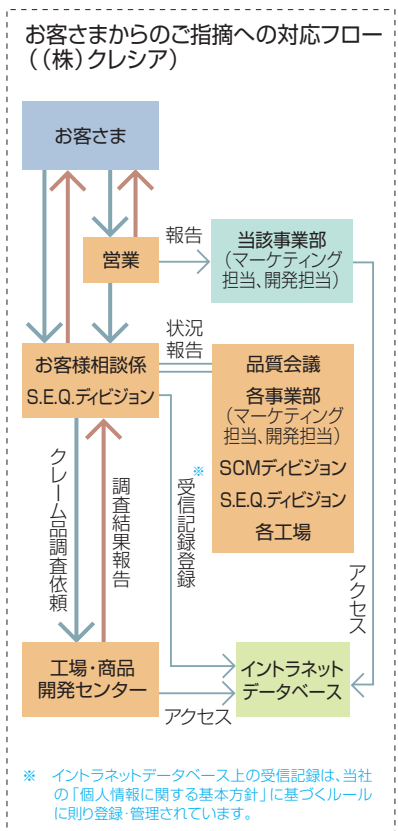 お客さまからのご指摘への対応フロー
（（株）クレシア）
お客さま
営業
報告
当該事業部
（マーケティング
担当、開発担当）
状況
報告
お客様相談係
S.E.Q.ディビジョン
品質会議
各事業部
（マーケティング
担当、開発担当）
SCMディビジョン
S.E.Q.ディビジョン
各工場
クレーム品調査依頼
調査結果報告
※
受信記録登録
アクセス
工場・商品
開発センター
アクセス
イントラネット
データベース
※ イントラネットデータベース上の受信記録は、当社
の「個人情報に関する基本方針」に基づくルール
に則り登録・管理されています。